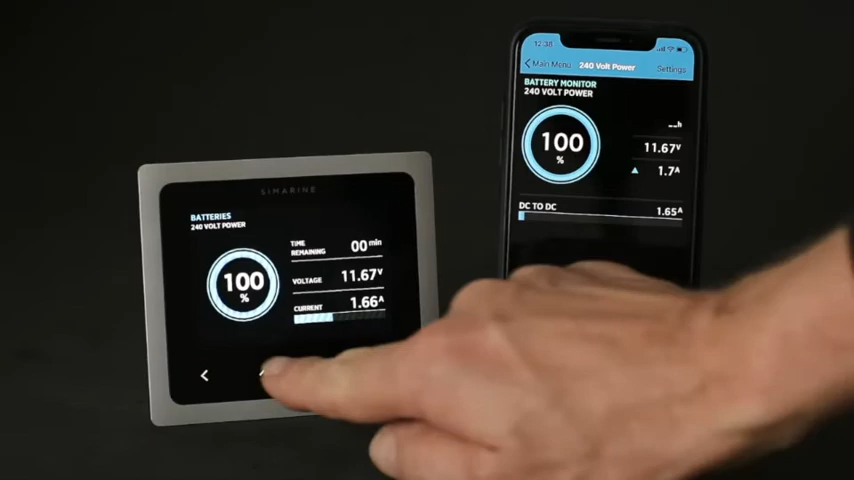 SIMARINE
BATTERIES
240 VOLT POWER
100
%
TIME
REMAINING 00 min
VOLTAGE 11.67V
CURRENT 1.66A
12:38
Main Menu 240 Volt Power Settings
BATTERY MONITOR
240 VOLT POWER
100
%
--h
11.67V
1.7A
DC TO DC 1.65A